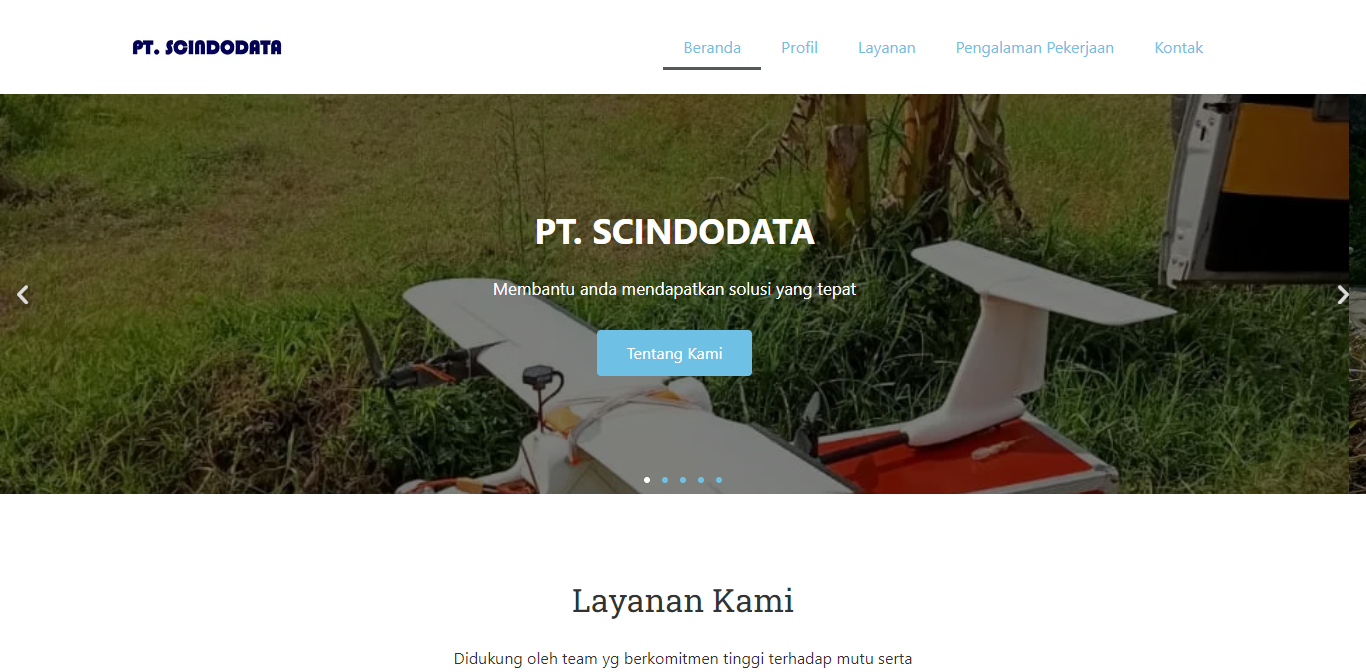 PT. SCINDODATA
Beranda Profil Layanan Pengalaman Pekerjaan Kontak
PT. SCINDODATA
Membantu anda mendapatkan solusi yang tepat
Tentang Kami
Layanan Kami
Didukung oleh team yg berkomitmen tinggi terhadap mutu serta